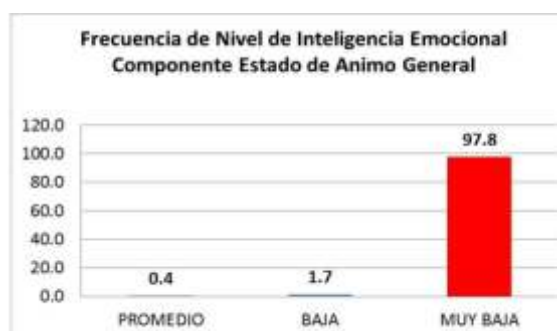 Frecuencia de Nivel de Inteligencia Emocional
Componente Estado de Animo General
120.0
100.0
80.0
60.0
40.0
20.0
0.0
0.4
1.7
97.8
PROMEDIO
BAJA
MUY BAJA